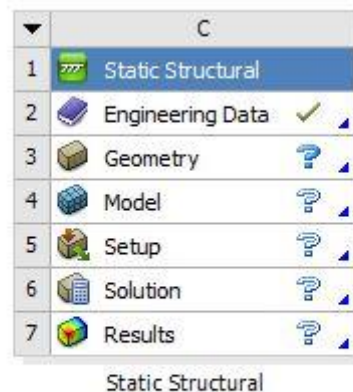 C
1 Static Structural
2 Engineering Data
3 Geometry ?
4 Model ?
5 Setup ?
6 Solution ?
7 Results ?
Static Structural